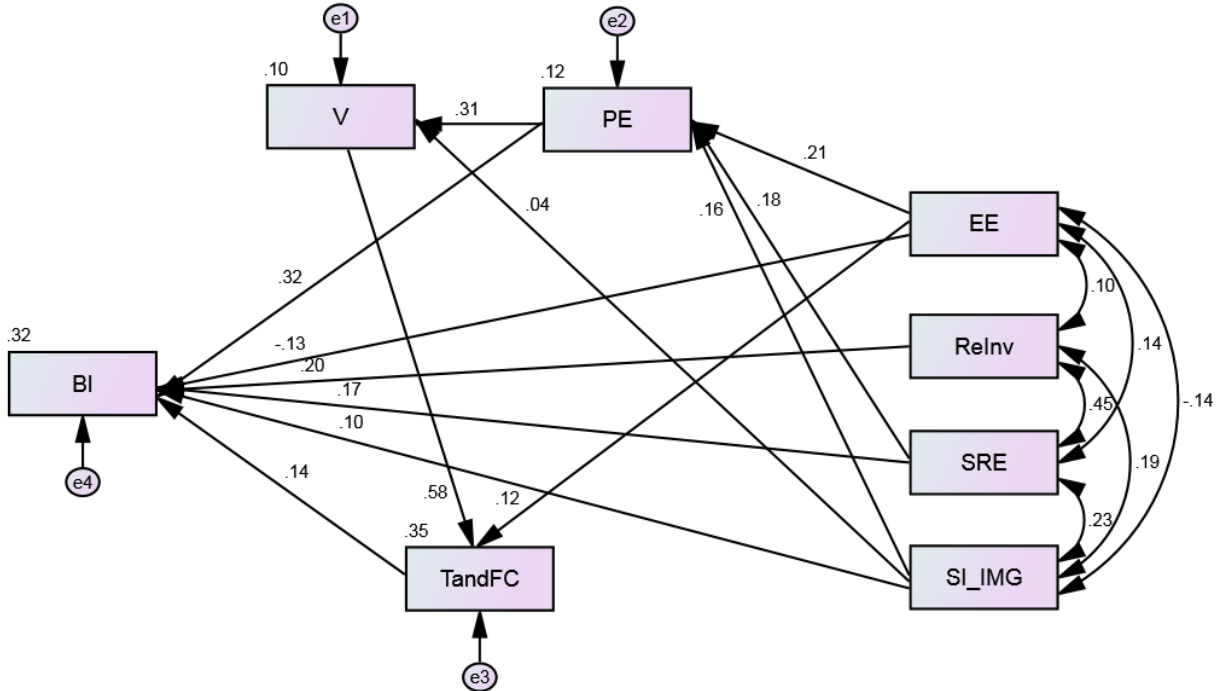 e1
e2
.10
.12
V
.31
PE
.21
.18
.16
.04
EE
.10
.32
.14
-.13
.20
.32
ReInv
BI
.17
.45
-.14
.10
SRE
.19
.14
e4
.58
.12
.23
.35
TandFC
SI_IMG
e3